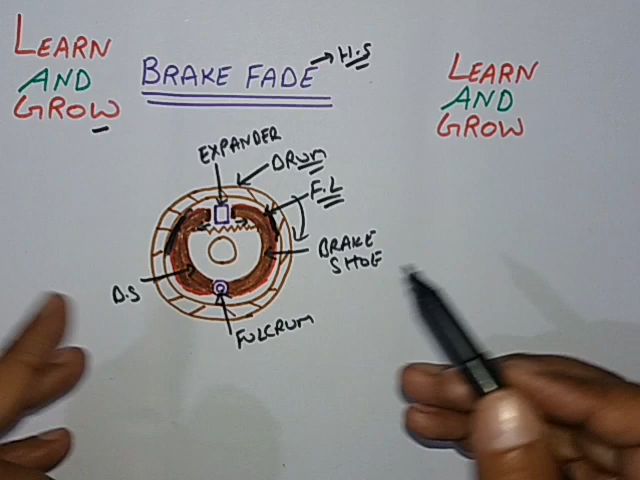 LEARN
AND
GROW
BRAKE FADE → H.S
LEARN
AND
GROW
EXPANDER
DRUM
F.L
BRAKE
SHOE
B.S
FULCRUM